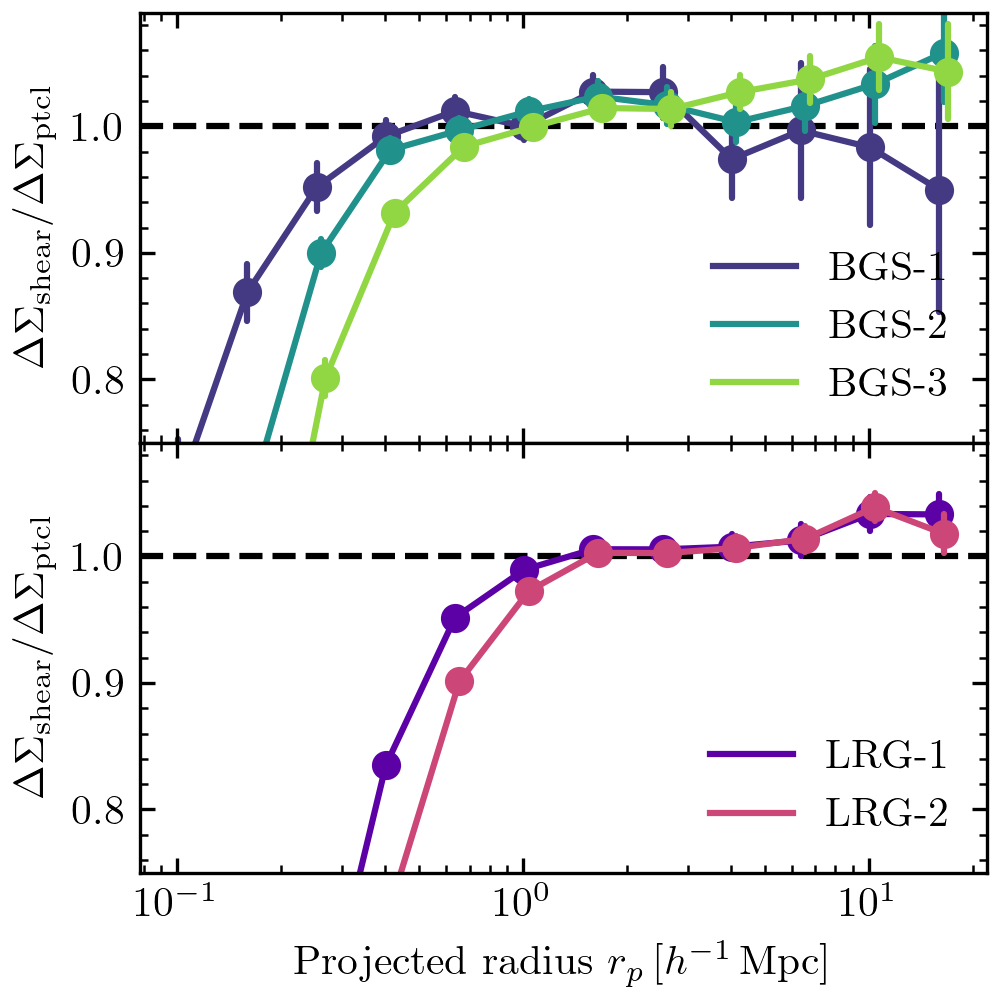 ΔΣshear/ΔΣptcl
1.0
0.9
0.8
BGS-1
BGS-2
BGS-3
ΔΣshear/ΔΣptcl
1.0
0.9
0.8
LRG-1
LRG-2
10⁻¹ 10⁰ 10¹
Projected radius rₚ [h⁻¹ Mpc]